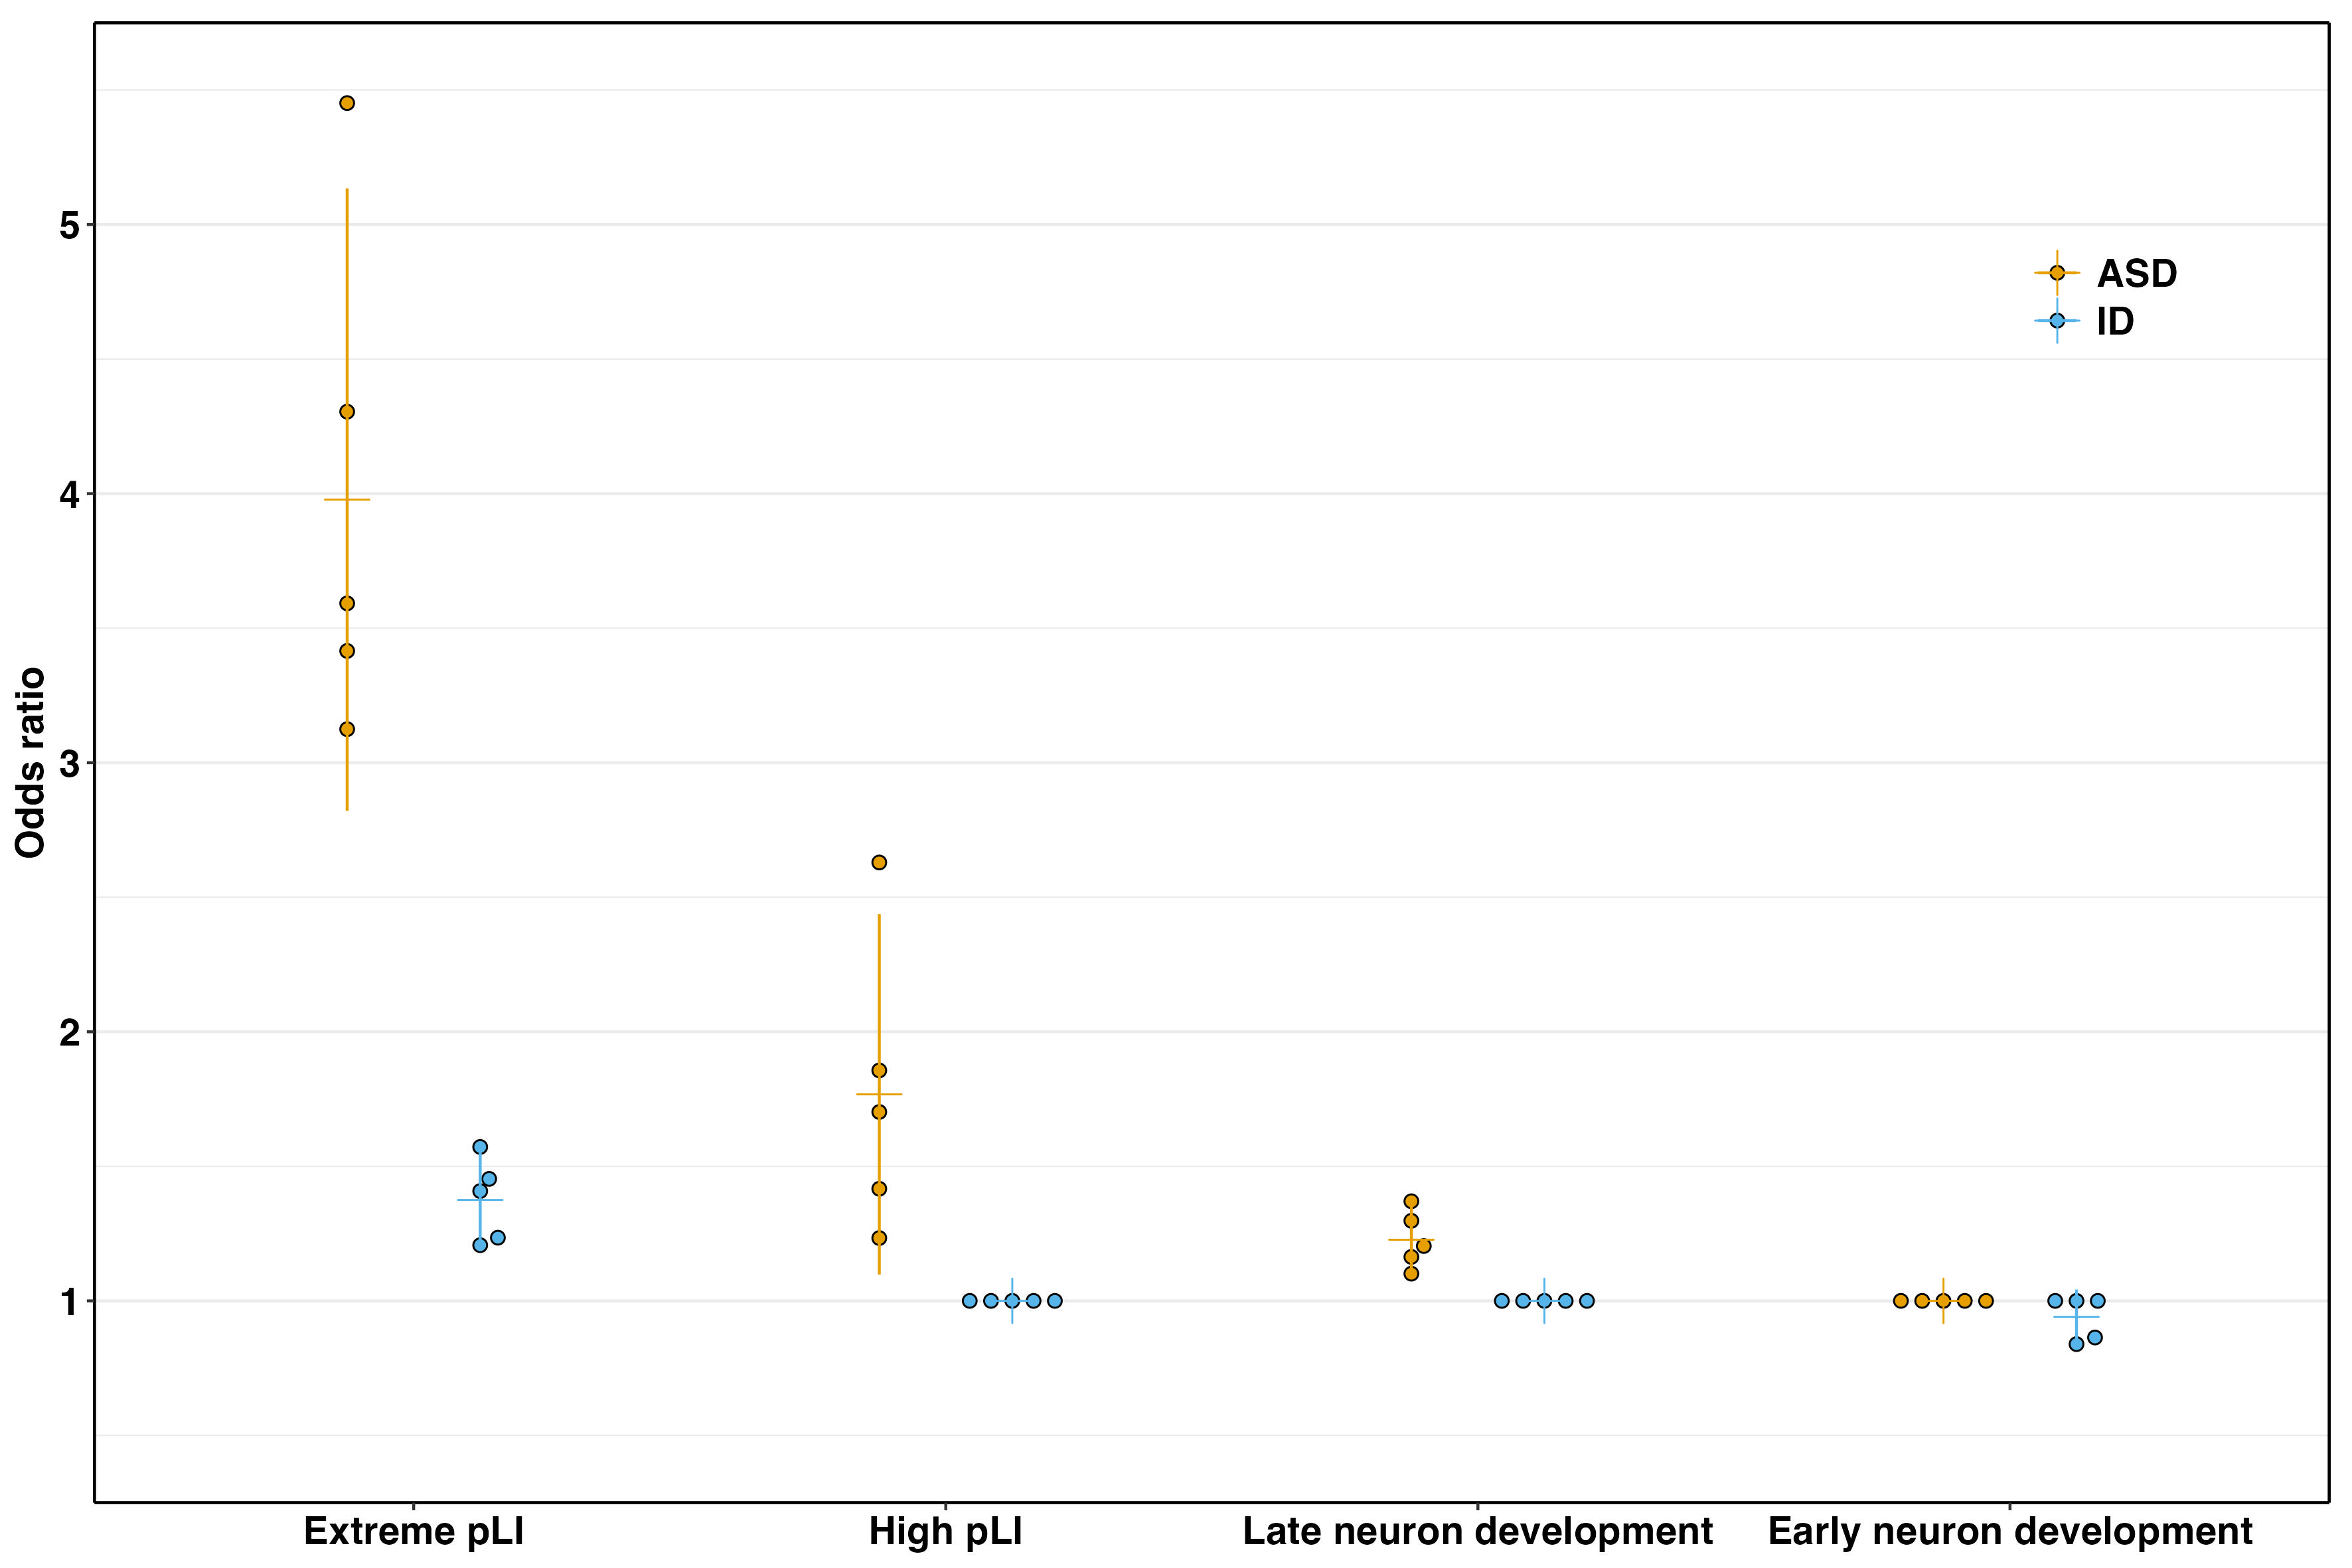 Odds ratio
5
4
3
2
1
ASD
ID
Extreme pLI
High pLI
Late neuron development
Early neuron development